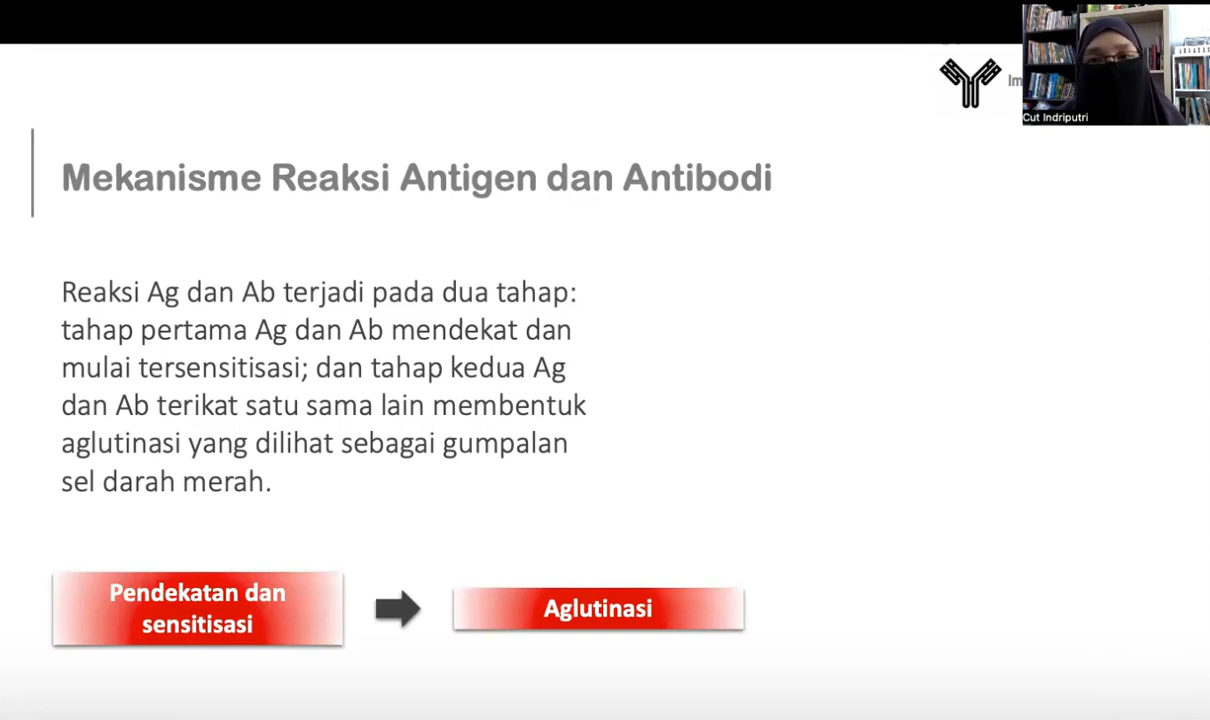 Im
Cut Indriputri
Mekanisme Reaksi Antigen dan Antibodi
Reaksi Ag dan Ab terjadi pada dua tahap:
tahap pertama Ag dan Ab mendekat dan
mulai tersensitisasi; dan tahap kedua Ag
dan Ab terikat satu sama lain membentuk
aglutinasi yang dilihat sebagai gumpalan
sel darah merah.
Pendekatan dan
sensitisasi
Aglutinasi